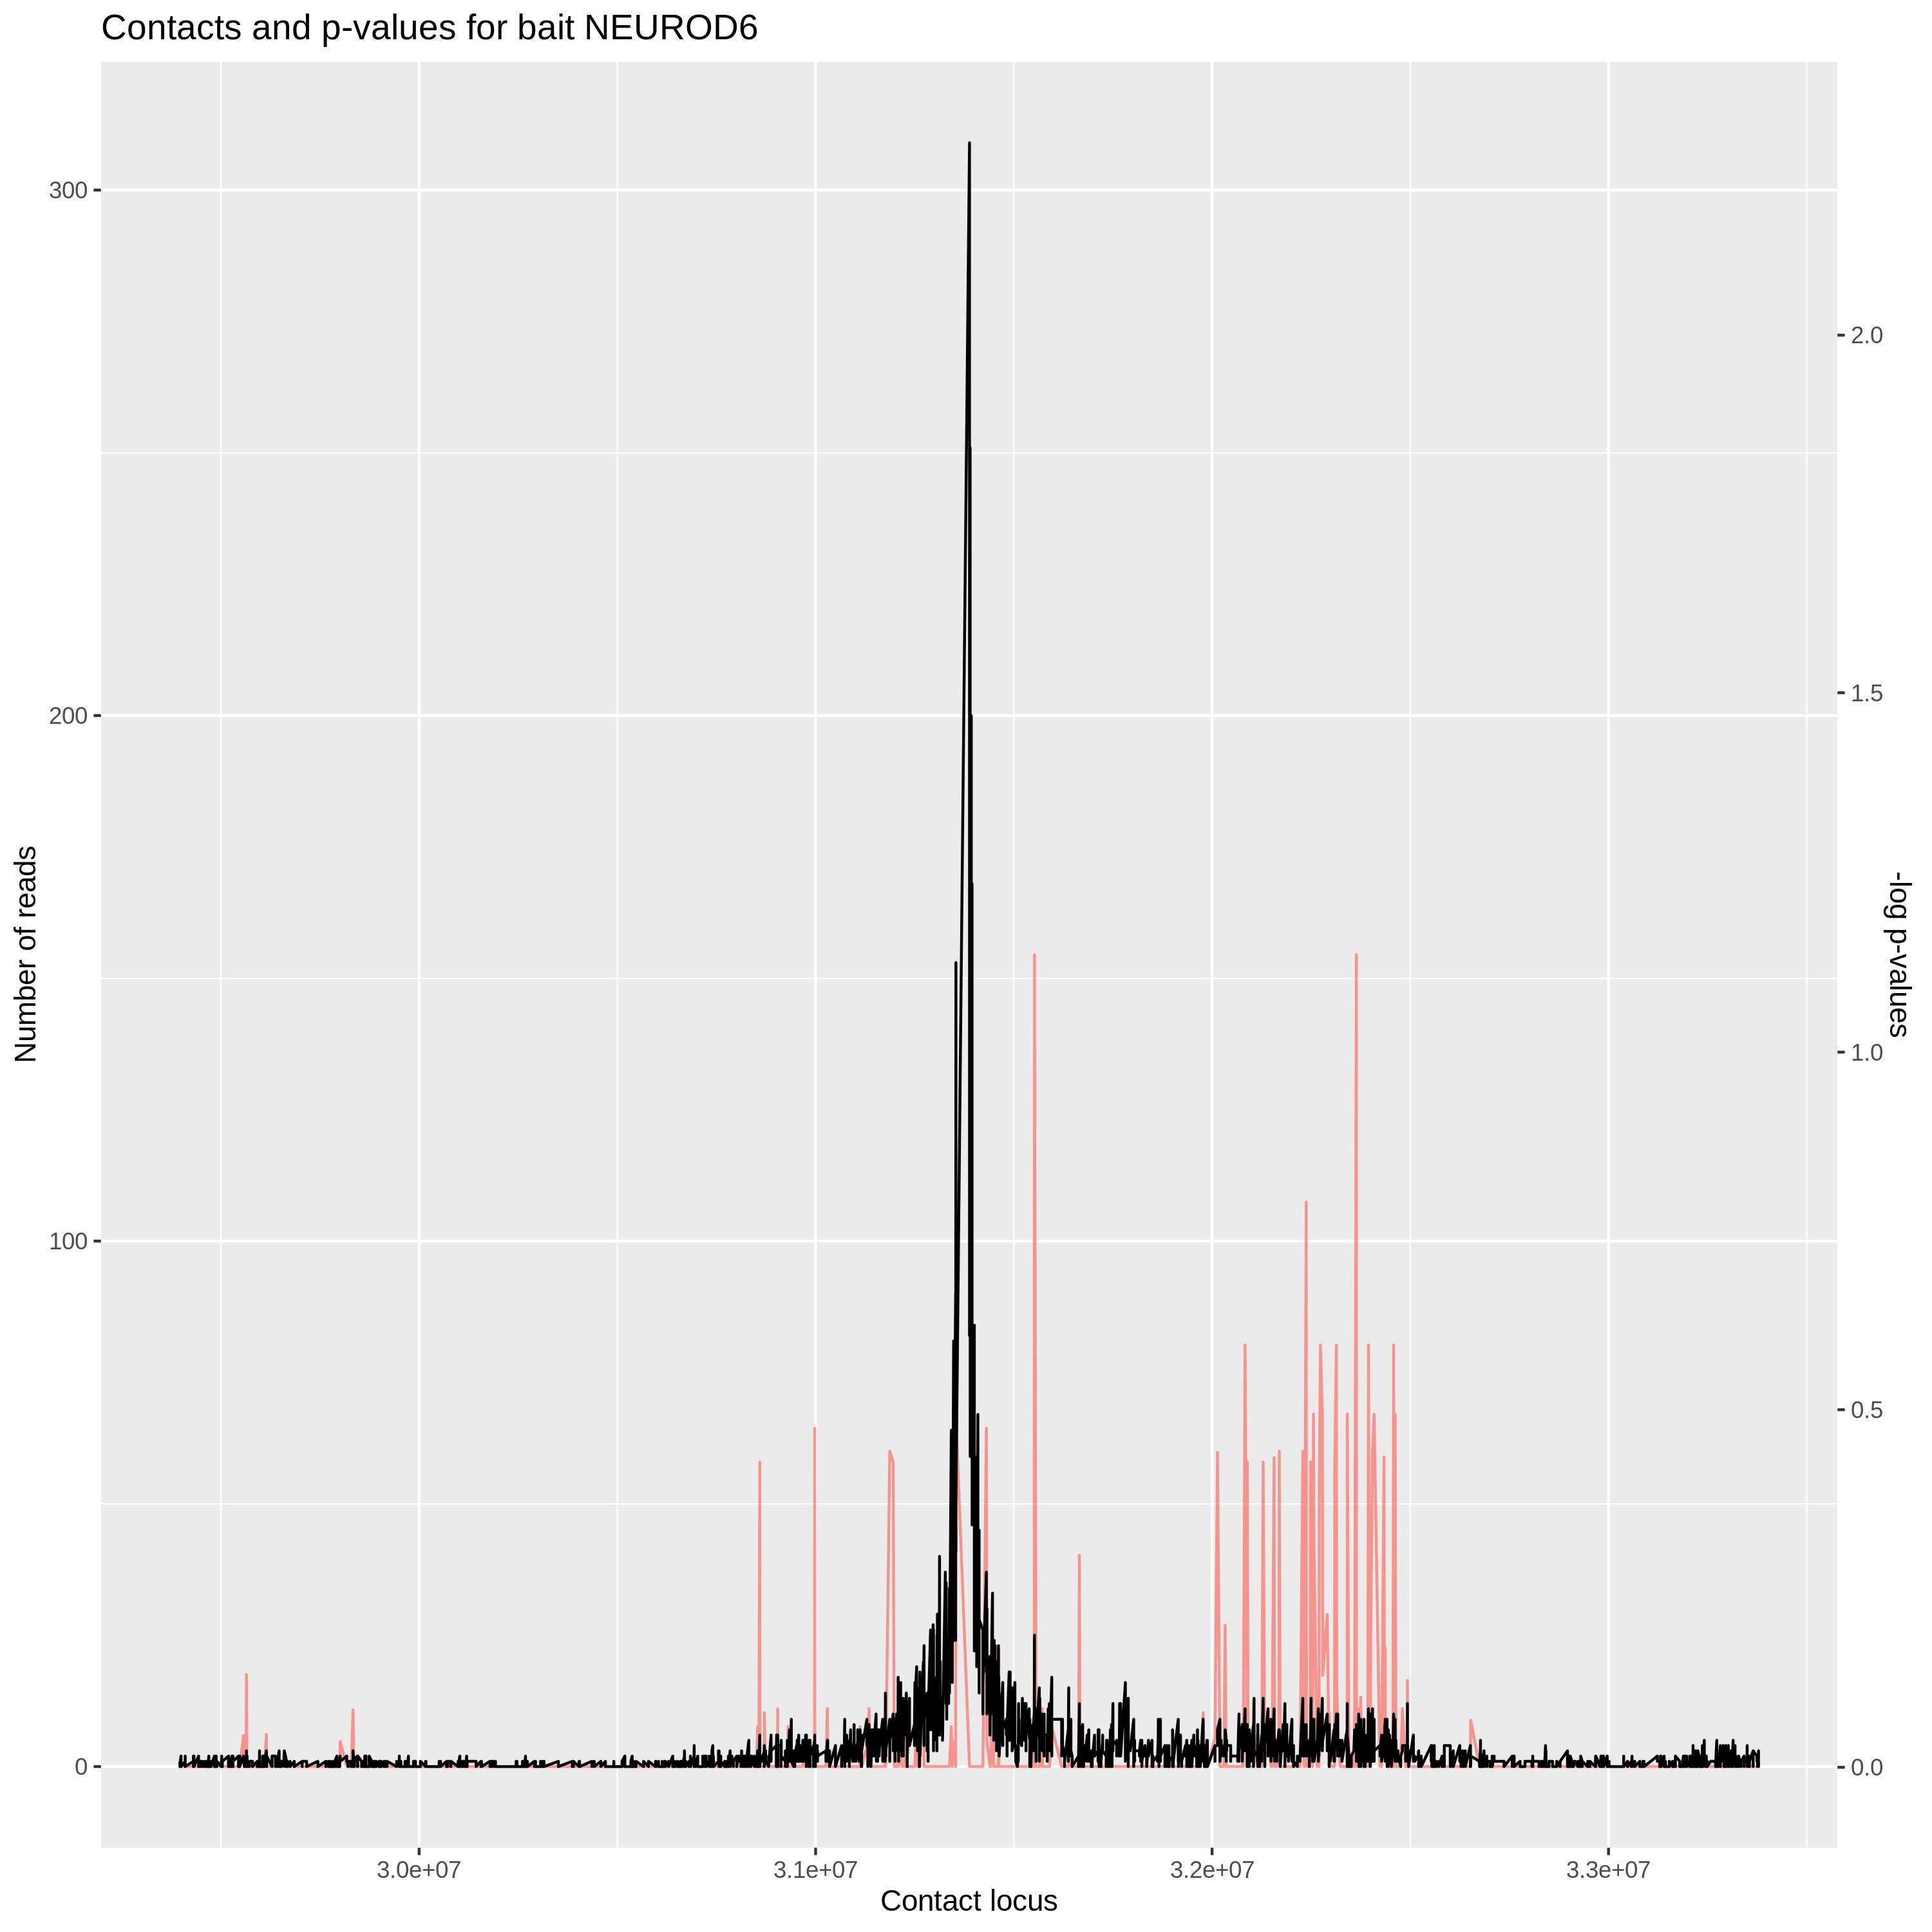 Contacts and p-values for bait NEUROD6
300
200
100
0
Number of reads
2.0
1.5
1.0
0.5
0.0
-log p-values
3.0e+07
3.1e+07
3.2e+07
3.3e+07
Contact locus